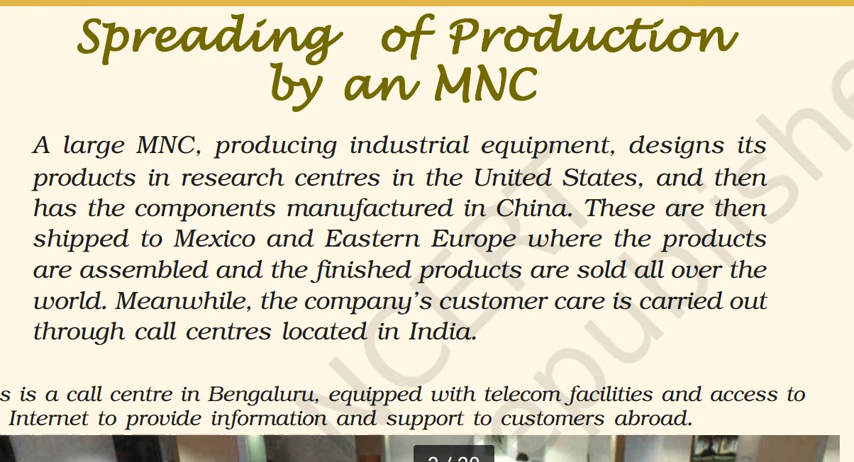 Spreading of Production
by an MNC
A large MNC, producing industrial equipment, designs its
products in research centres in the United States, and then
has the components manufactured in China. These are then
shipped to Mexico and Eastern Europe where the products
are assembled and the finished products are sold all over the
world. Meanwhile, the company's customer care is carried out
through call centres located in India.
s is a call centre in Bengaluru, equipped with telecom facilities and access to
Internet to provide information and support to customers abroad.
NCERT
republishe